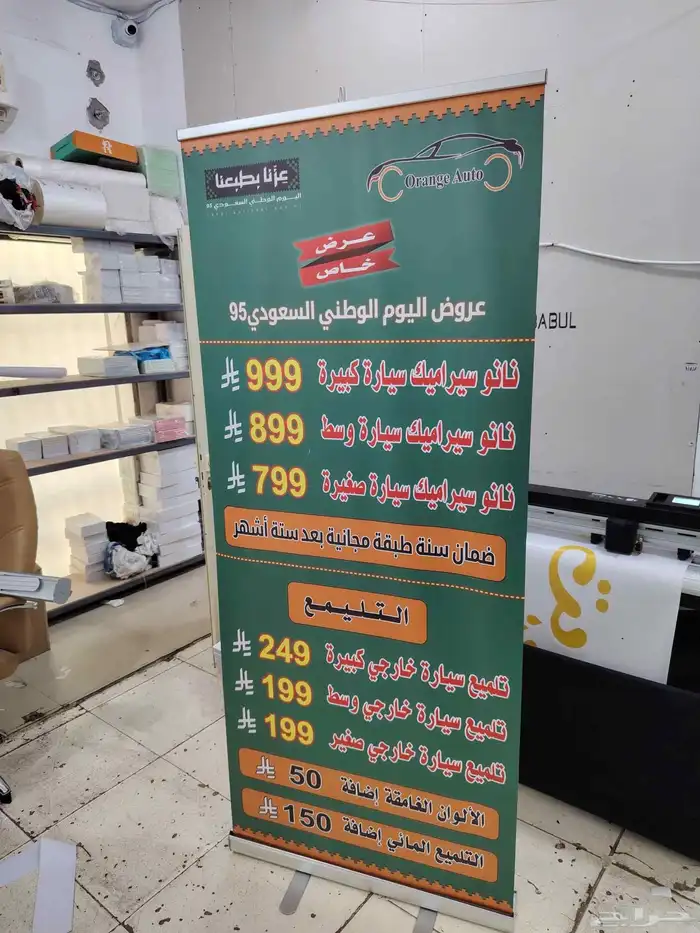 عزنا بطبعنا
اليوم الوطني السعودي 95
Orange Auto
عرض
خاص
عروض اليوم الوطني السعودي95
نانو سيراميك سيارة كبيرة 999
نانو سيراميك سيارة وسط 899
نانو سيراميك سيارة صغيرة 799
ضمان سنة طبقة مجانية بعد ستة أشهر
التليمع
تلميع سيارة خارجي كبيرة 249
تلميع سيارة خارجي وسط 199
تلميع سيارة خارجي صغير 199
الألوان الغامقة إضافة 50
التلميع المائي إضافة 150
BABUL
حراج